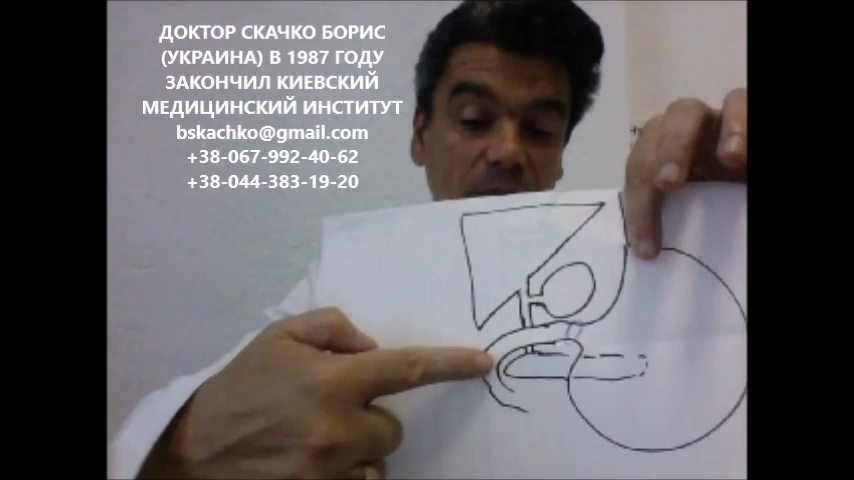 ДОКТОР СКАЧКО БОРИС
(УКРАИНА) В 1987 ГОДУ
ЗАКОНЧИЛ КИЕВСКИЙ
МЕДИЦИНСКИЙ ИНСТИТУТ
bskachko@gmail.com
+38-067-992-40-62
+38-044-383-19-20